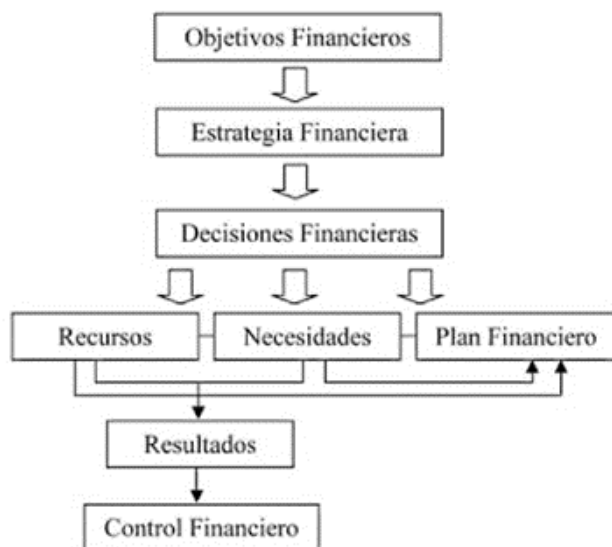 Objetivos Financieros
Estrategia Financiera
Decisiones Financieras
Recursos
Necesidades
Plan Financiero
Resultados
Control Financiero